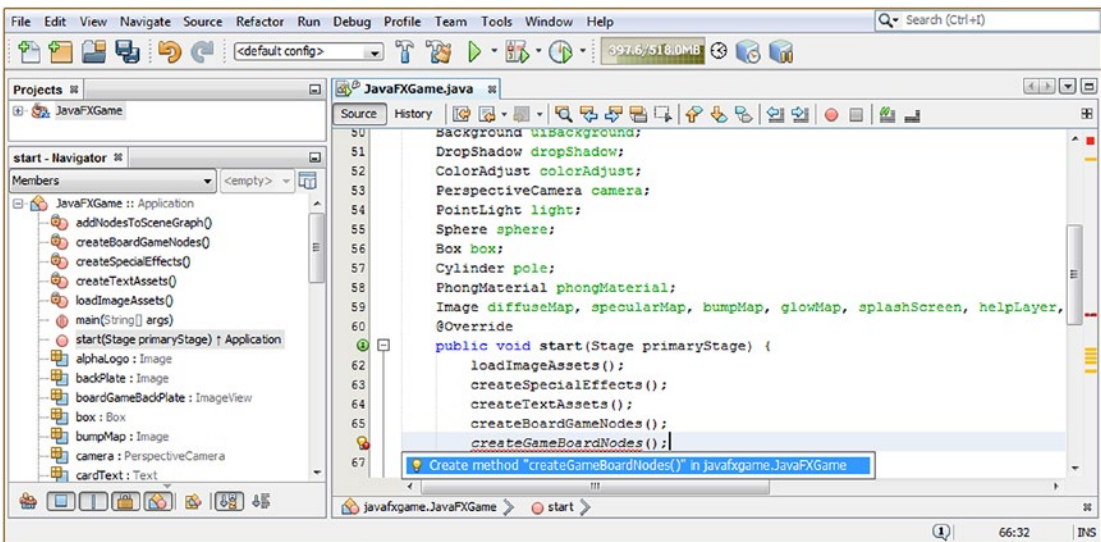 File Edit View Navigate Source Refactor Run Debug Profile Team Tools Window Help
Search (Ctrl+I)
<default config>
397.6/518.0MB
Projects
JavaFXGame
start - Navigator
Members
<empty>
JavaFXGame :: Application
addNodesToSceneGraph()
createBoardGameNodes()
createSpecialEffects()
createTextAssets()
loadImageAssets()
main(String[] args)
start(Stage primaryStage) ↑ Application
alphaLogo : Image
backPlate : Image
boardGameBackPlate : ImageView
box : Box
bumpMap : Image
camera : PerspectiveCamera
cardText : Text
JavaFXGame.java
Source History
50 Background uiBackground;
51 DropShadow dropShadow;
52 ColorAdjust colorAdjust;
53 PerspectiveCamera camera;
54 PointLight light;
55 Sphere sphere;
56 Box box;
57 Cylinder pole;
58 PhongMaterial phongMaterial;
59 Image diffuseMap, specularMap, bumpMap, glowMap, splashScreen, helpLayer,
60 @Override
public void start(Stage primaryStage) {
62 loadImageAssets();
63 createSpecialEffects();
64 createTextAssets();
65 createBoardGameNodes();
createGameBoardNodes();
67
Create method "createGameBoardNodes()" in javafxgame.JavaFXGame
javafxgame.JavaFXGame start
1 66:32 INS